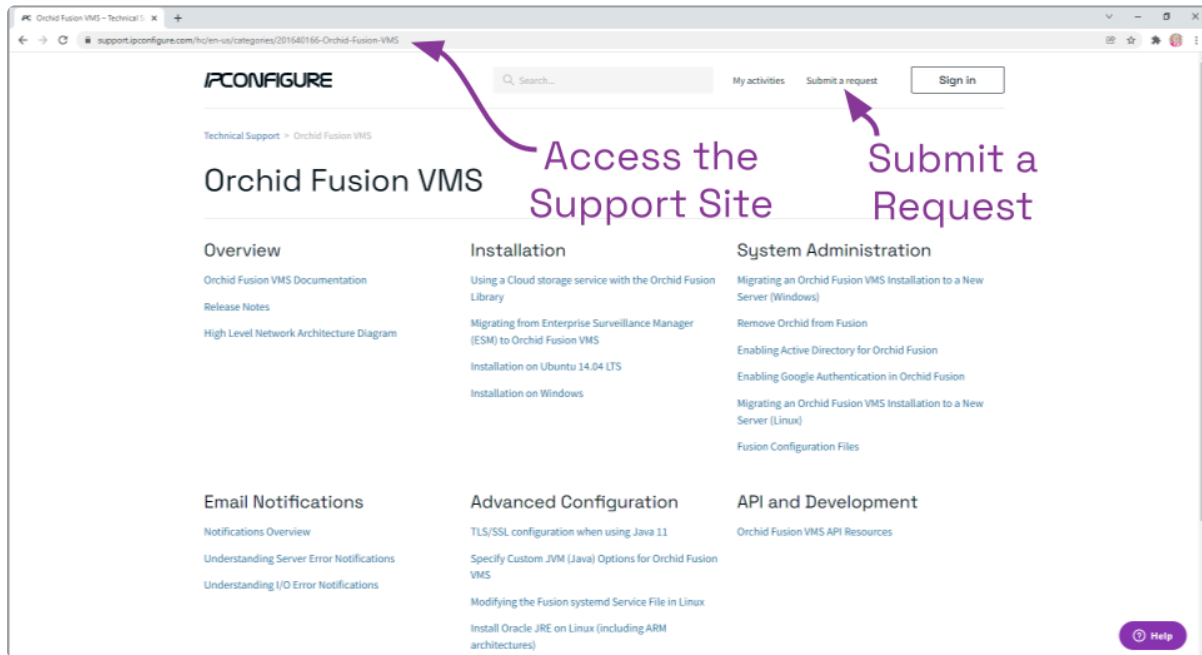 Orchid Fusion VMS – Technical S
support.ipconfigure.com/hc/en-us/categories/201640166-Orchid-Fusion-VMS
IPCONFIGURE
Search...
My activities
Submit a request
Sign in
Technical Support > Orchid Fusion VMS
Orchid Fusion VMS
Access the
Support Site
Submit a
Request
Overview
Orchid Fusion VMS Documentation
Release Notes
High Level Network Architecture Diagram
Installation
Using a Cloud storage service with the Orchid Fusion
Library
Migrating from Enterprise Surveillance Manager
(ESM) to Orchid Fusion VMS
Installation on Ubuntu 14.04 LTS
Installation on Windows
System Administration
Migrating an Orchid Fusion VMS Installation to a New
Server (Windows)
Remove Orchid from Fusion
Enabling Active Directory for Orchid Fusion
Enabling Google Authentication in Orchid Fusion
Migrating an Orchid Fusion VMS Installation to a New
Server (Linux)
Fusion Configuration Files
Email Notifications
Notifications Overview
Understanding Server Error Notifications
Understanding I/O Error Notifications
Advanced Configuration
TLS/SSL configuration when using Java 11
Specify Custom JVM (Java) Options for Orchid Fusion
VMS
Modifying the Fusion systemd Service File in Linux
Install Oracle JRE on Linux (including ARM
architectures)
API and Development
Orchid Fusion VMS API Resources
Help